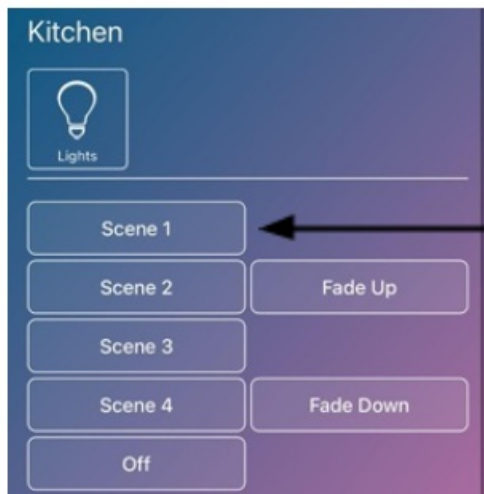 Kitchen
Lights
Scene 1
Scene 2 Fade Up
Scene 3
Scene 4 Fade Down
Off